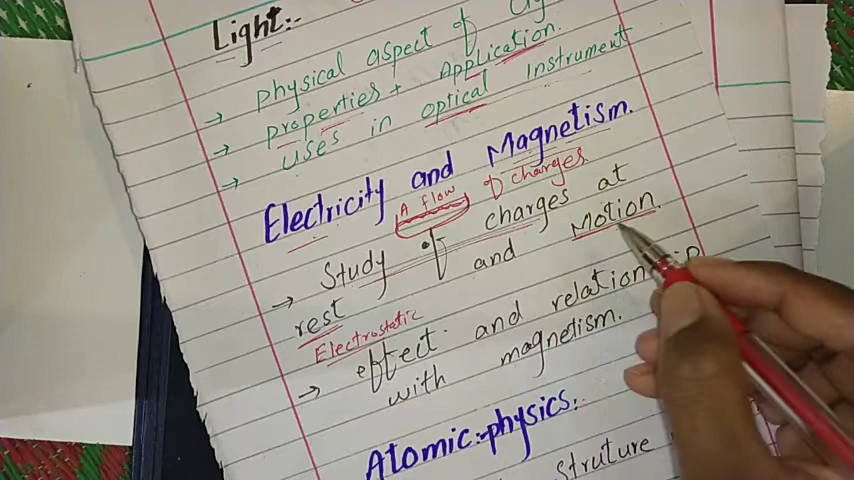 Light:-
→ physical aspect of
→ properties + Application.
→ uses in optical instrument
Electricity and Magnetism.
A flow of charges
→ Study of charges at
rest and Motion.
Electrostatic
→ effect. and relation
with magnetism.
Atomic:-physics:
struture